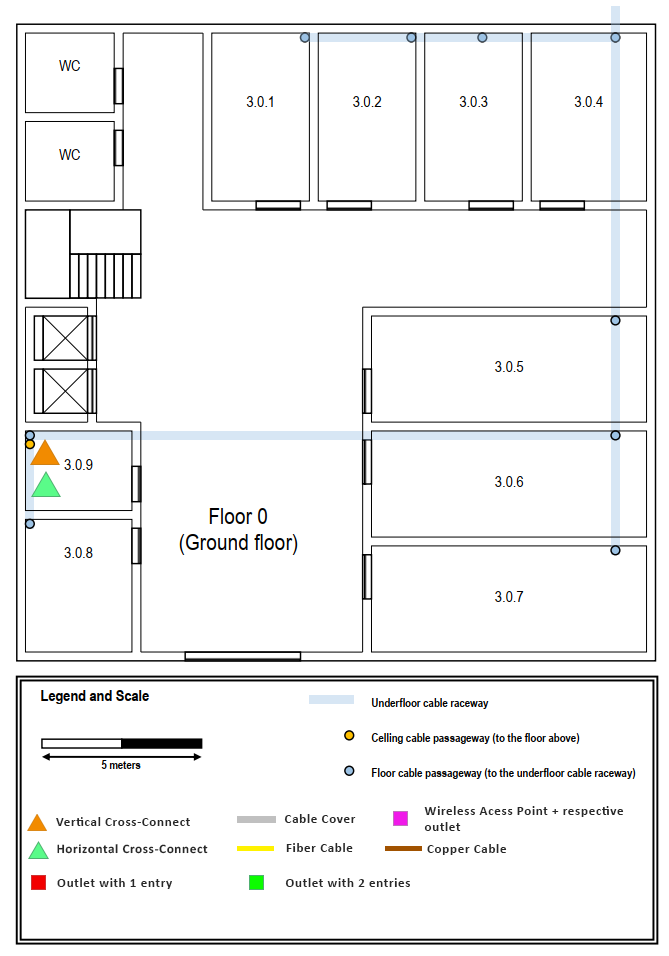 WC
3.0.1
3.0.2
3.0.3
3.0.4
WC
3.0.5
3.0.9
3.0.6
Floor 0
(Ground floor)
3.0.8
3.0.7
Legend and Scale
5 meters
Underfloor cable raceway
Celling cable passageway (to the floor above)
Floor cable passageway (to the underfloor cable raceway)
Vertical Cross-Connect
Cable Cover
Wireless Acess Point + respective
outlet
Horizontal Cross-Connect
Fiber Cable
Copper Cable
Outlet with 1 entry
Outlet with 2 entries